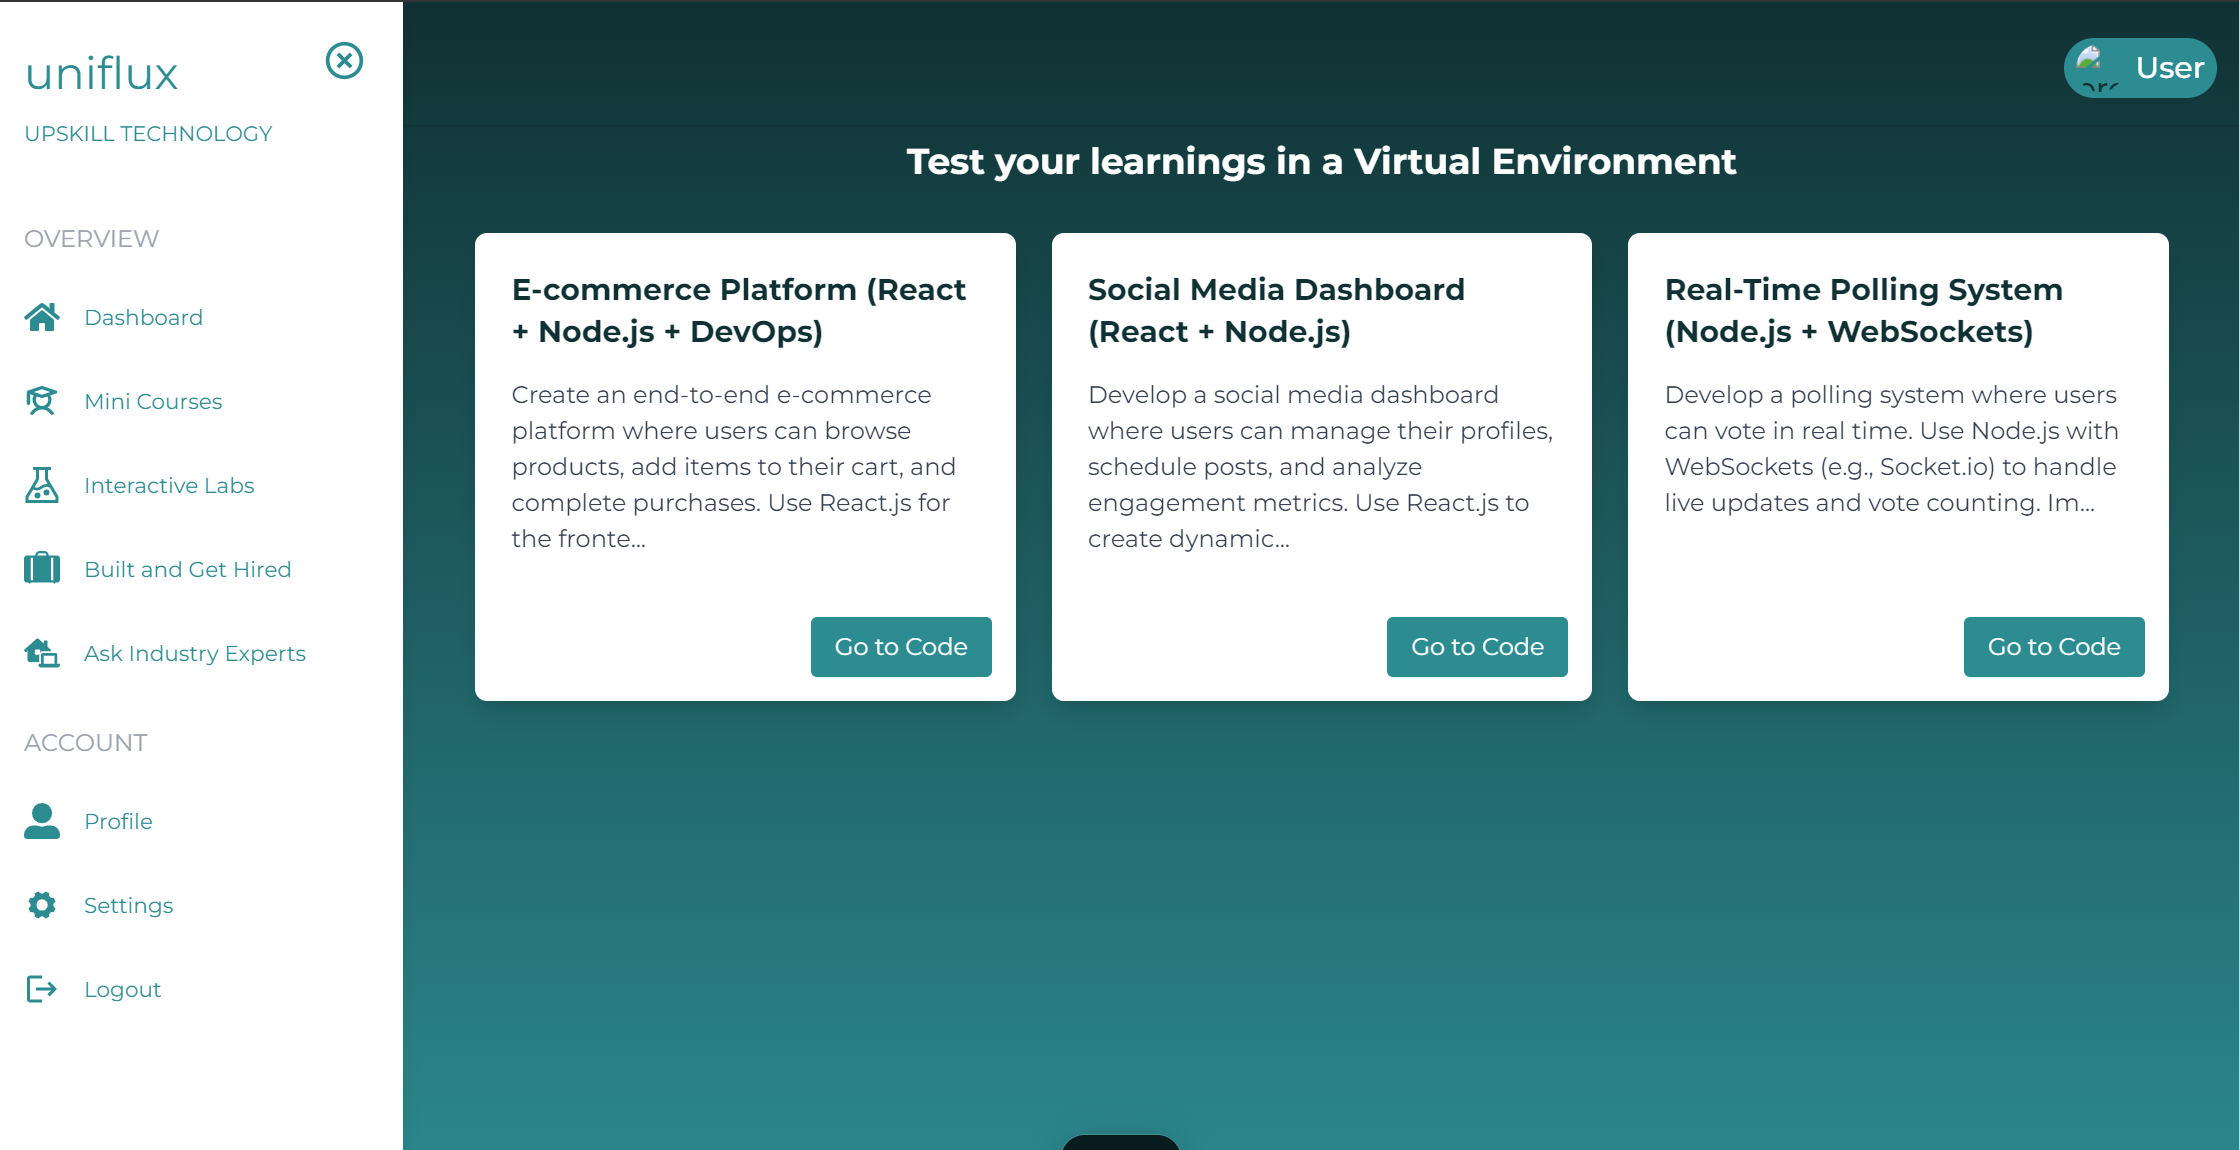 uniflux
UPSKILL TECHNOLOGY
OVERVIEW
Dashboard
Mini Courses
Interactive Labs
Built and Get Hired
Ask Industry Experts
ACCOUNT
Profile
Settings
Logout
User
Test your learnings in a Virtual Environment
E-commerce Platform (React
+ Node.js + DevOps)
Create an end-to-end e-commerce
platform where users can browse
products, add items to their cart, and
complete purchases. Use React.js for
the fronte...
Go to Code
Social Media Dashboard
(React + Node.js)
Develop a social media dashboard
where users can manage their profiles,
schedule posts, and analyze
engagement metrics. Use React.js to
create dynamic...
Go to Code
Real-Time Polling System
(Node.js + WebSockets)
Develop a polling system where users
can vote in real time. Use Node.js with
WebSockets (e.g., Socket.io) to handle
live updates and vote counting. Im...
Go to Code